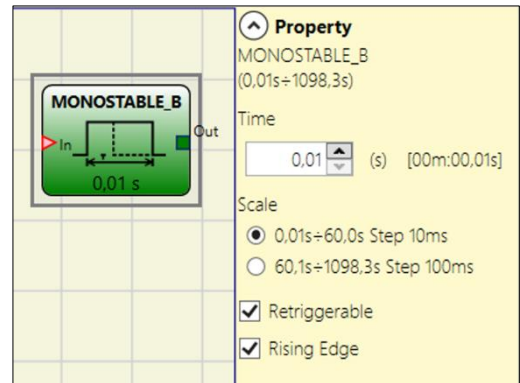 MONOSTABLE_B
In
Out
0,01 s
Property
MONOSTABLE_B
(0,01s÷1098,3s)
Time
0,01 (s) [00m:00,01s]
Scale
0,01s÷60,0s Step 10ms
60,1s÷1098,3s Step 100ms
Retriggerable
Rising Edge